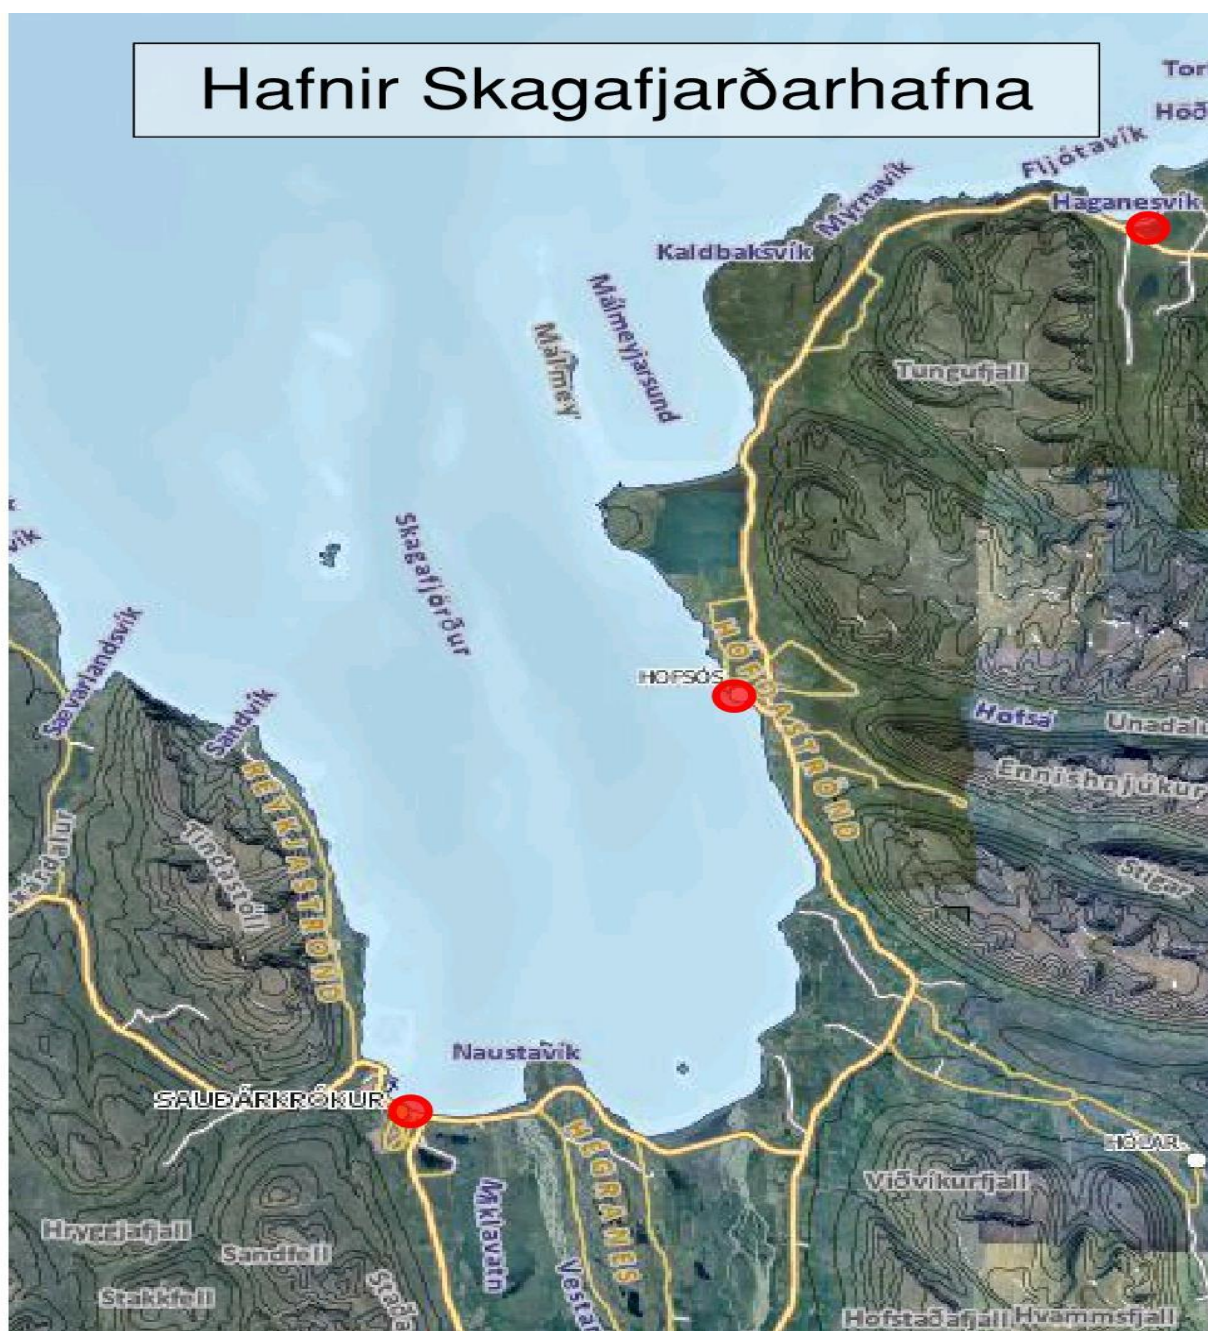 Hafnir Skagafjarðarhafna
Fljótavík
Haganesvík
Mýrnavík
Kaldbaksvík
Málmeyjarsund
Málmey
Tungufjall
Skagafjörður
Sævarlandsvík
Sandvík
HOFSÓS
HÖFÐASTRÖND
Hofsá
Ennishnjúkur
REYKJASTRÖND
Tindastóll
Stigar
Naustavík
SAUÐÁRKRÓKUR
HEGRANES
HÓLAR
Viðvíkurfjall
Miklavatn
Hryggjafjall
Sandfell
Stakkfell
Hofstaðafjall
Hvammsfjall